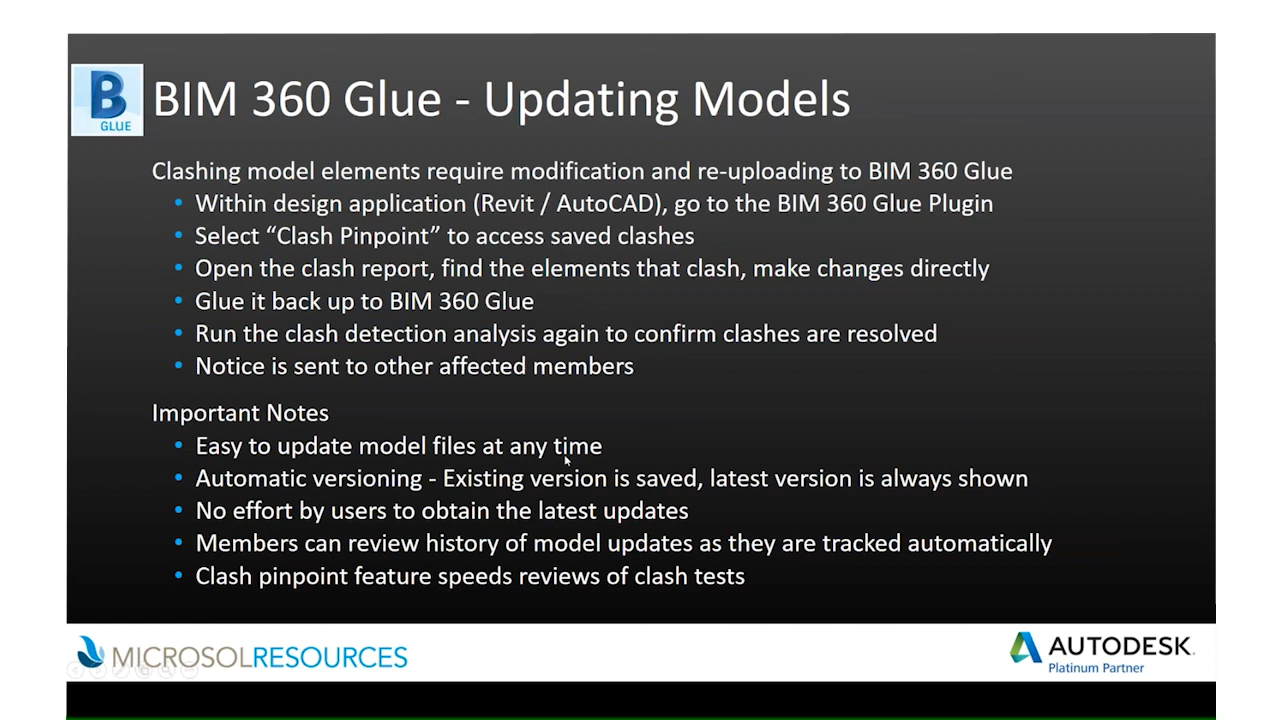 B
GLUE
BIM 360 Glue - Updating Models
Clashing model elements require modification and re-uploading to BIM 360 Glue
• Within design application (Revit / AutoCAD), go to the BIM 360 Glue Plugin
• Select “Clash Pinpoint” to access saved clashes
• Open the clash report, find the elements that clash, make changes directly
• Glue it back up to BIM 360 Glue
• Run the clash detection analysis again to confirm clashes are resolved
• Notice is sent to other affected members
Important Notes
• Easy to update model files at any time
• Automatic versioning - Existing version is saved, latest version is always shown
• No effort by users to obtain the latest updates
• Members can review history of model updates as they are tracked automatically
• Clash pinpoint feature speeds reviews of clash tests
MICROSOLRESOURCES
AUTODESK.
Platinum Partner